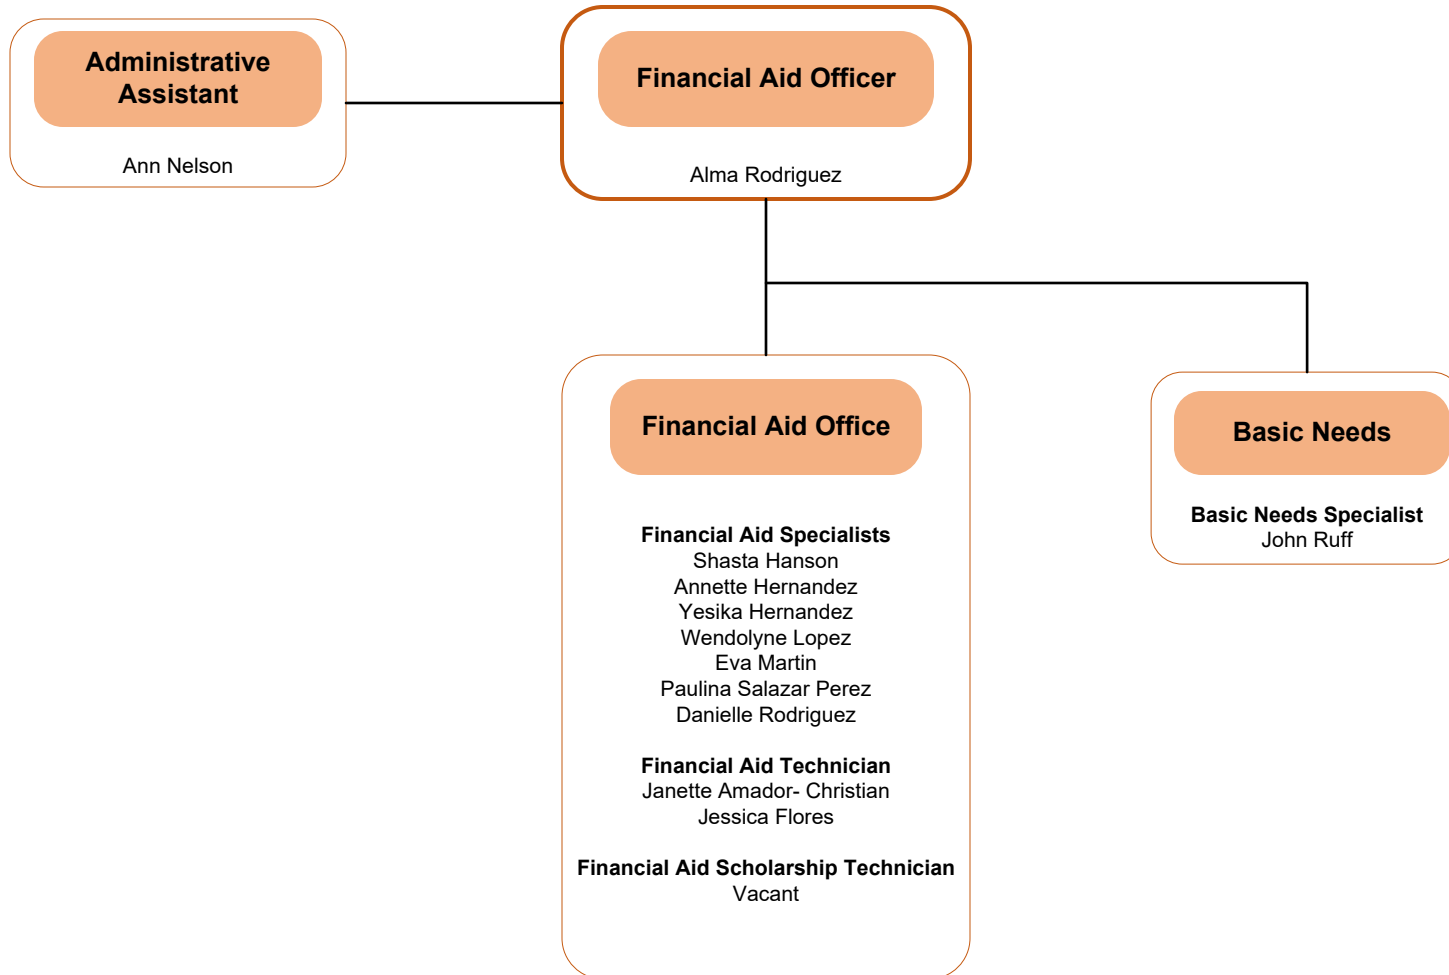 Administrative
Assistant
Ann Nelson
Financial Aid Officer
Alma Rodriguez
Financial Aid Office
Financial Aid Specialists
Shasta Hanson
Annette Hernandez
Yesika Hernandez
Wendolyne Lopez
Eva Martin
Paulina Salazar Perez
Danielle Rodriguez
Financial Aid Technician
Janette Amador- Christian
Jessica Flores
Financial Aid Scholarship Technician
Vacant
Basic Needs
Basic Needs Specialist
John Ruff